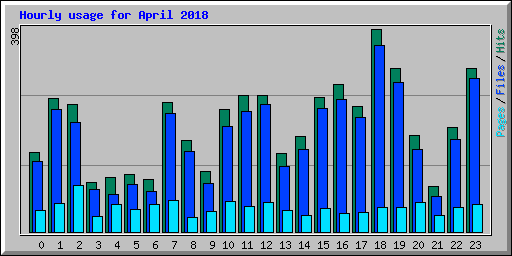 Hourly usage for April 2018
398
Pages/Files/Hits
0 1 2 3 4 5 6 7 8 9 10 11 12 13 14 15 16 17 18 19 20 21 22 23